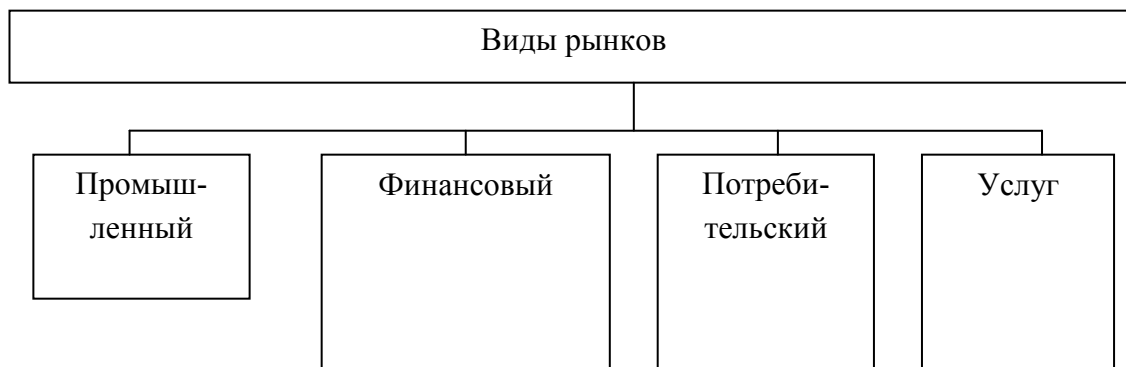 Виды рынков
Промыш-
ленный
Финансовый
Потреби-
тельский
Услуг